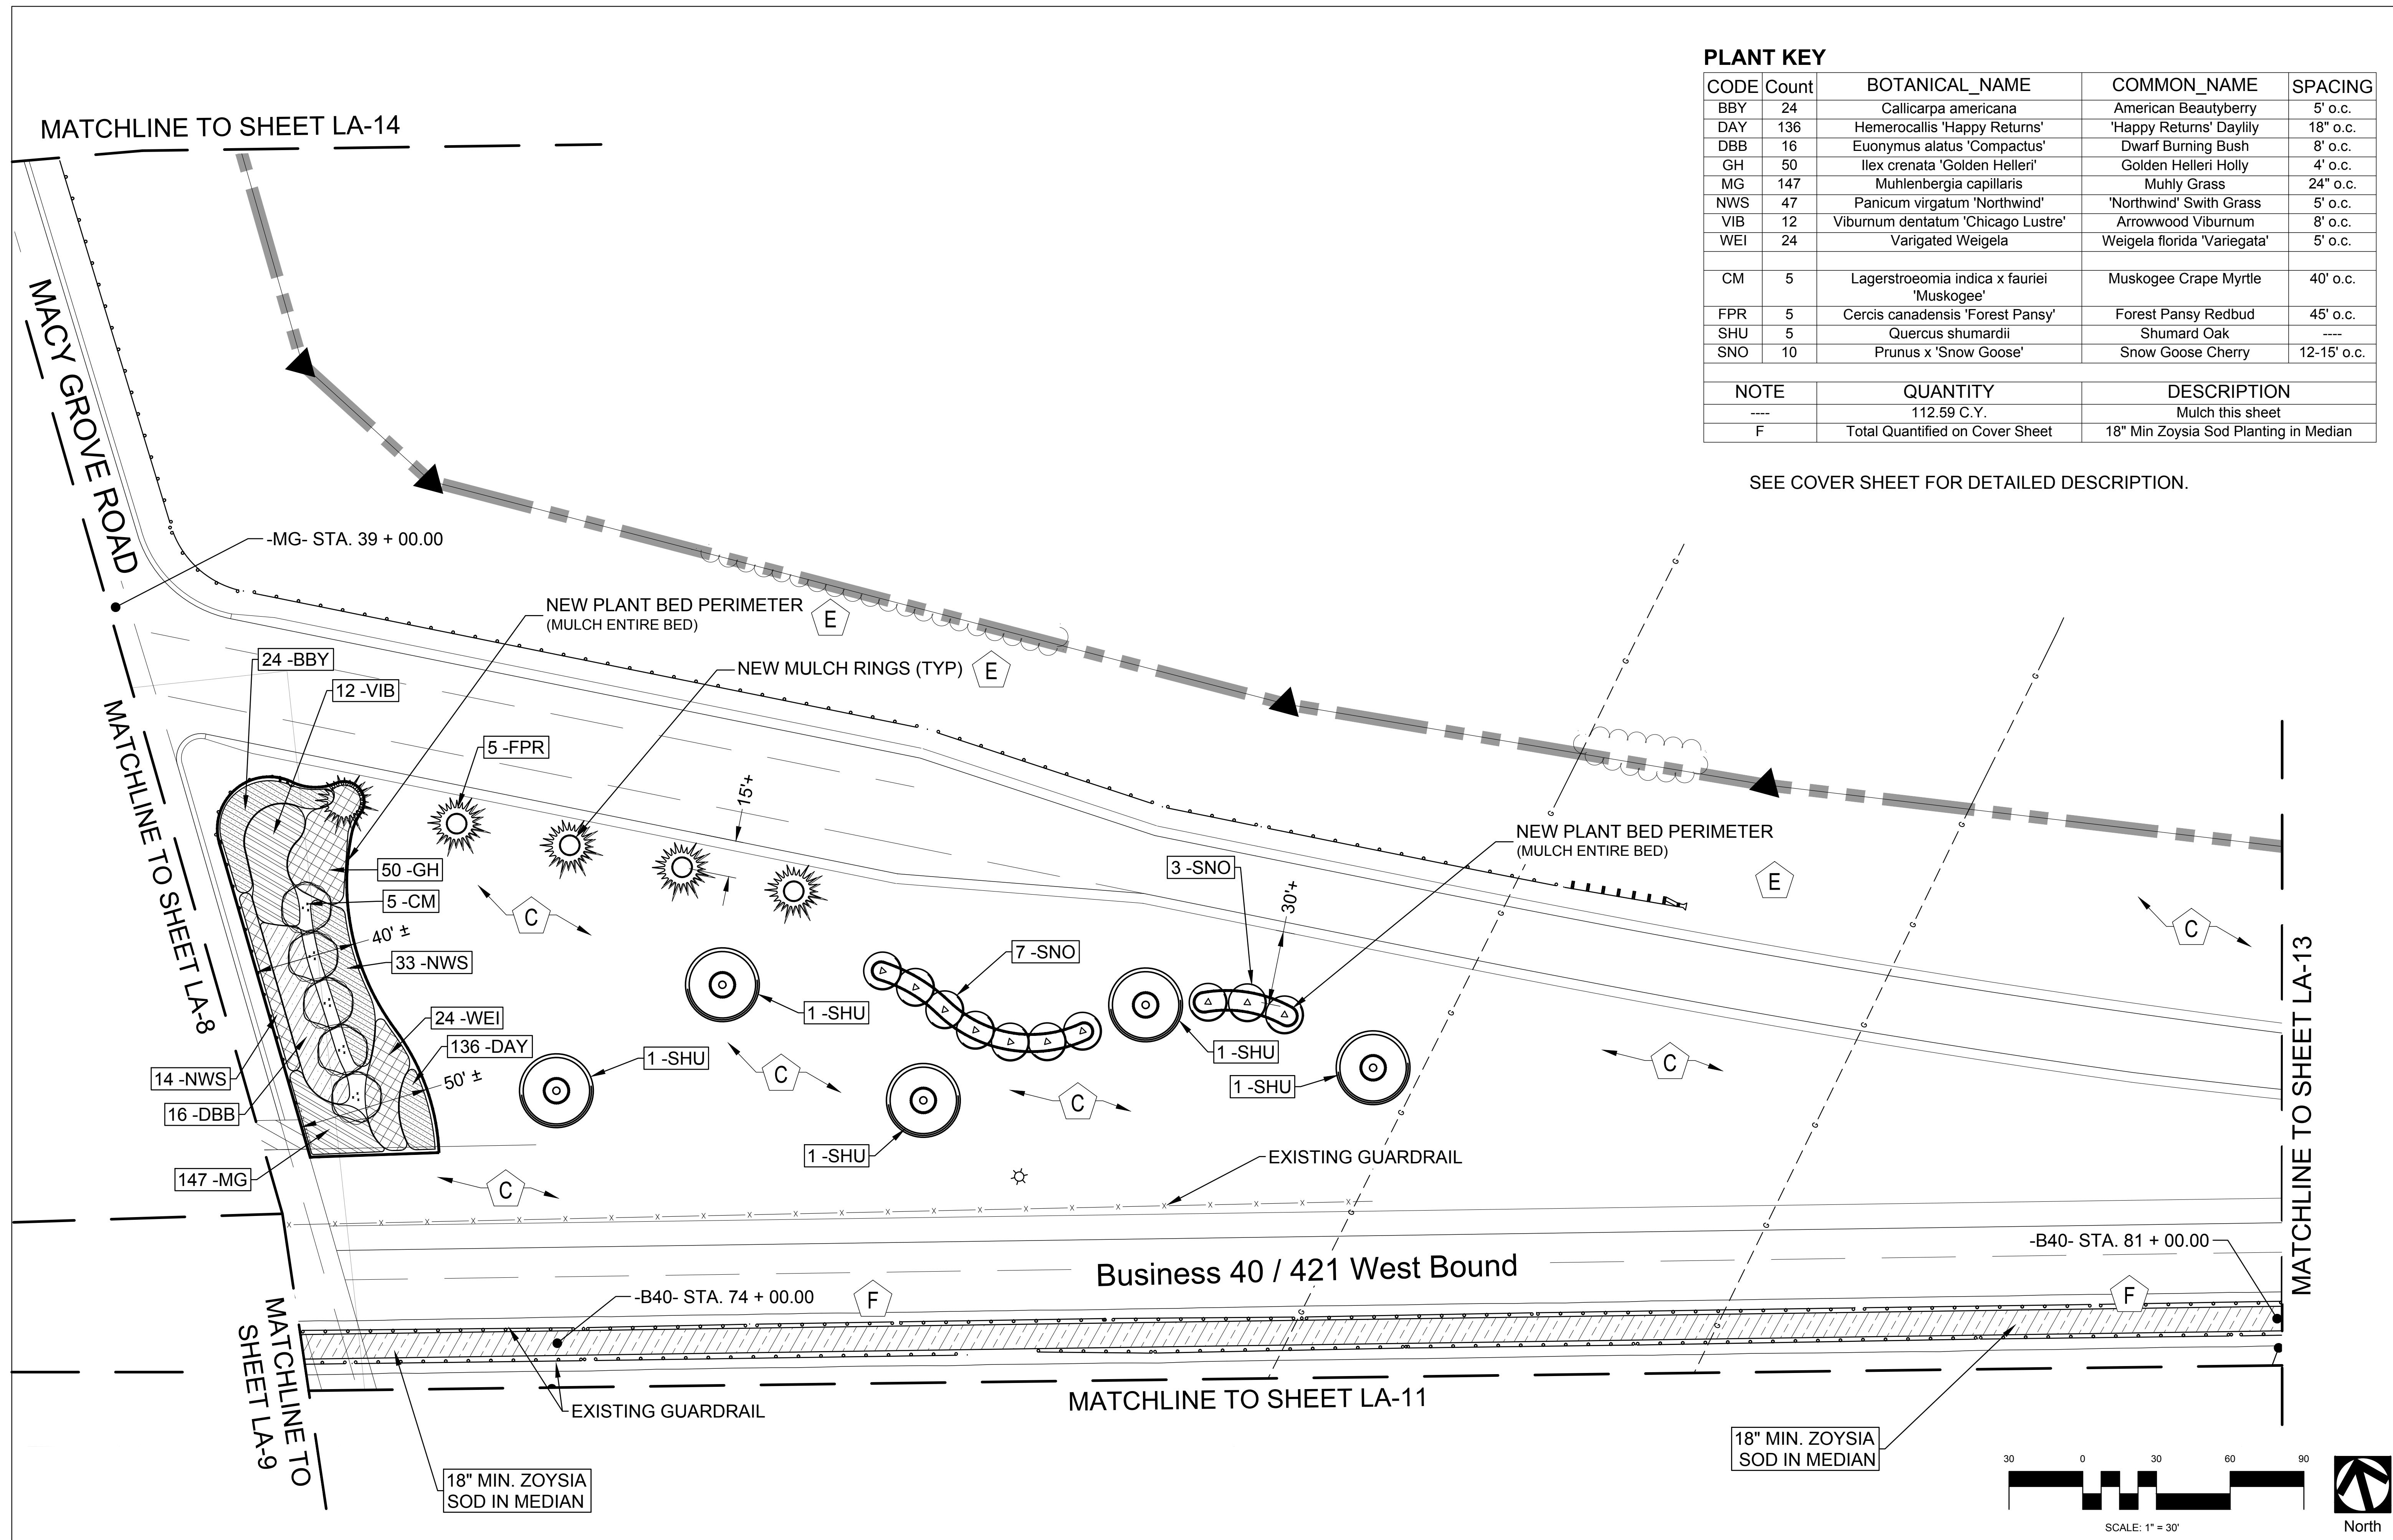 PLANT KEY
CODE Count BOTANICAL_NAME COMMON_NAME SPACING
BBY 24 Callicarpa americana American Beautyberry 5' o.c.
DAY 136 Hemerocallis 'Happy Returns' 'Happy Returns' Daylily 18" o.c.
DBB 16 Euonymus alatus 'Compactus' Dwarf Burning Bush 8' o.c.
GH 50 Ilex crenata 'Golden Helleri' Golden Helleri Holly 4' o.c.
MG 147 Muhlenbergia capillaris Muhly Grass 24" o.c.
NWS 47 Panicum virgatum 'Northwind' 'Northwind' Swith Grass 5' o.c.
VIB 12 Viburnum dentatum 'Chicago Lustre' Arrowwood Viburnum 8' o.c.
WEI 24 Varigated Weigela Weigela florida 'Variegata' 5' o.c.
CM 5 Lagerstroeomia indica x fauriei Muskogee Crape Myrtle 40' o.c.
'Muskogee'
FPR 5 Cercis canadensis 'Forest Pansy' Forest Pansy Redbud 45' o.c.
SHU 5 Quercus shumardii Shumard Oak ----
SNO 10 Prunus x 'Snow Goose' Snow Goose Cherry 12-15' o.c.
NOTE QUANTITY DESCRIPTION
---- 112.59 C.Y. Mulch this sheet
F Total Quantified on Cover Sheet 18" Min Zoysia Sod Planting in Median
SEE COVER SHEET FOR DETAILED DESCRIPTION.
MATCHLINE TO SHEET LA-14
MACY GROVE ROAD
-MG- STA. 39 + 00.00
NEW PLANT BED PERIMETER
(MULCH ENTIRE BED)
E
24 -BBY
NEW MULCH RINGS (TYP)
E
12 -VIB
MATCHLINE TO SHEET LA-8
5 -FPR
15'+
G
G
G
G
NEW PLANT BED PERIMETER
(MULCH ENTIRE BED)
G
G
50 -GH
3 -SNO
E
5 -CM
30'+
C
C
G
G
40' ±
33 -NWS
7 -SNO
MATCHLINE TO SHEET LA-13
1 -SHU
24 -WEI
G
G
136 -DAY
1 -SHU
1 -SHU
C
C
14 -NWS
50' ±
1 -SHU
16 -DBB
C
G
G
1 -SHU
EXISTING GUARDRAIL
147 -MG
C
X X X X X X X X X X X X X X X X X X X X X X X X
G
G
-B40- STA. 81 + 00.00
Business 40 / 421 West Bound
-B40- STA. 74 + 00.00
F
F
G
G
MATCHLINE TO
SHEET LA-9
EXISTING GUARDRAIL
MATCHLINE TO SHEET LA-11
18" MIN. ZOYSIA
SOD IN MEDIAN
18" MIN. ZOYSIA
SOD IN MEDIAN
30 0 30 60 90
SCALE: 1" = 30'
North